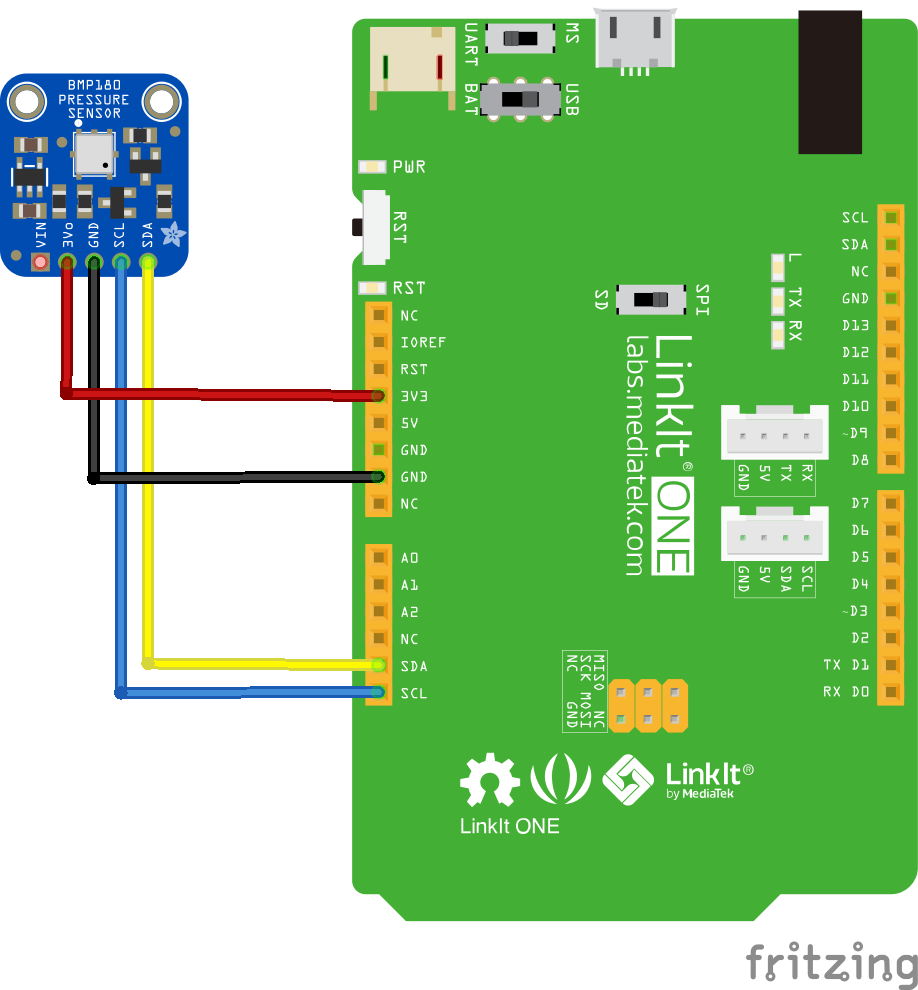 BMP180
PRESSURE
SENSOR
VIN
3Vo
GND
SCL
SDA
UART
MS
BAT
USB
PWR
RST
RST
NC
IOREF
RST
3V3
5V
GND
GND
NC
A0
A1
A2
NC
SDA
SCL
SD
SPI
LinkIt
®
ONE
labs.mediatek.com
L
TX
RX
SCL
SDA
NC
GND
D13
D12
D11
D10
~D9
D8
GND
5V
TX
RX
GND
5V
SDA
SCL
D7
D6
D5
D4
~D3
D2
TX D1
RX D0
MISO NC
SCK MOSI
NC GND
LinkIt ONE
LinkIt®
by MediaTek
fritzing